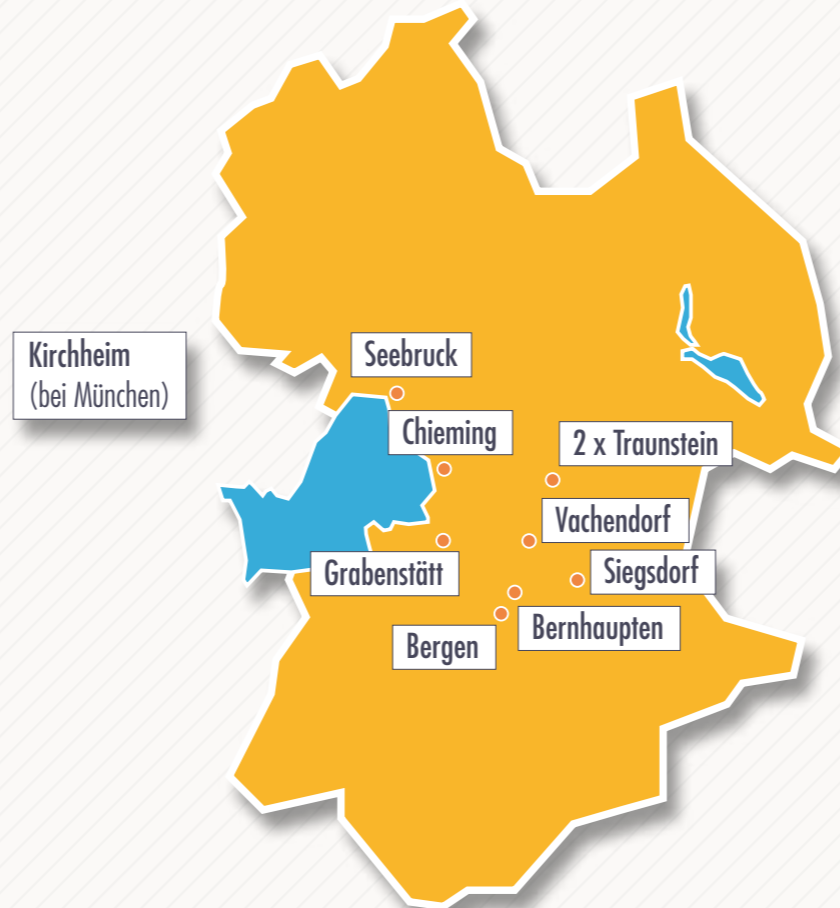 Kirchheim
(bei München)
Seebruck
Chieming
2 x Traunstein
Vachendorf
Grabenstätt
Siegsdorf
Bernhaupten
Bergen